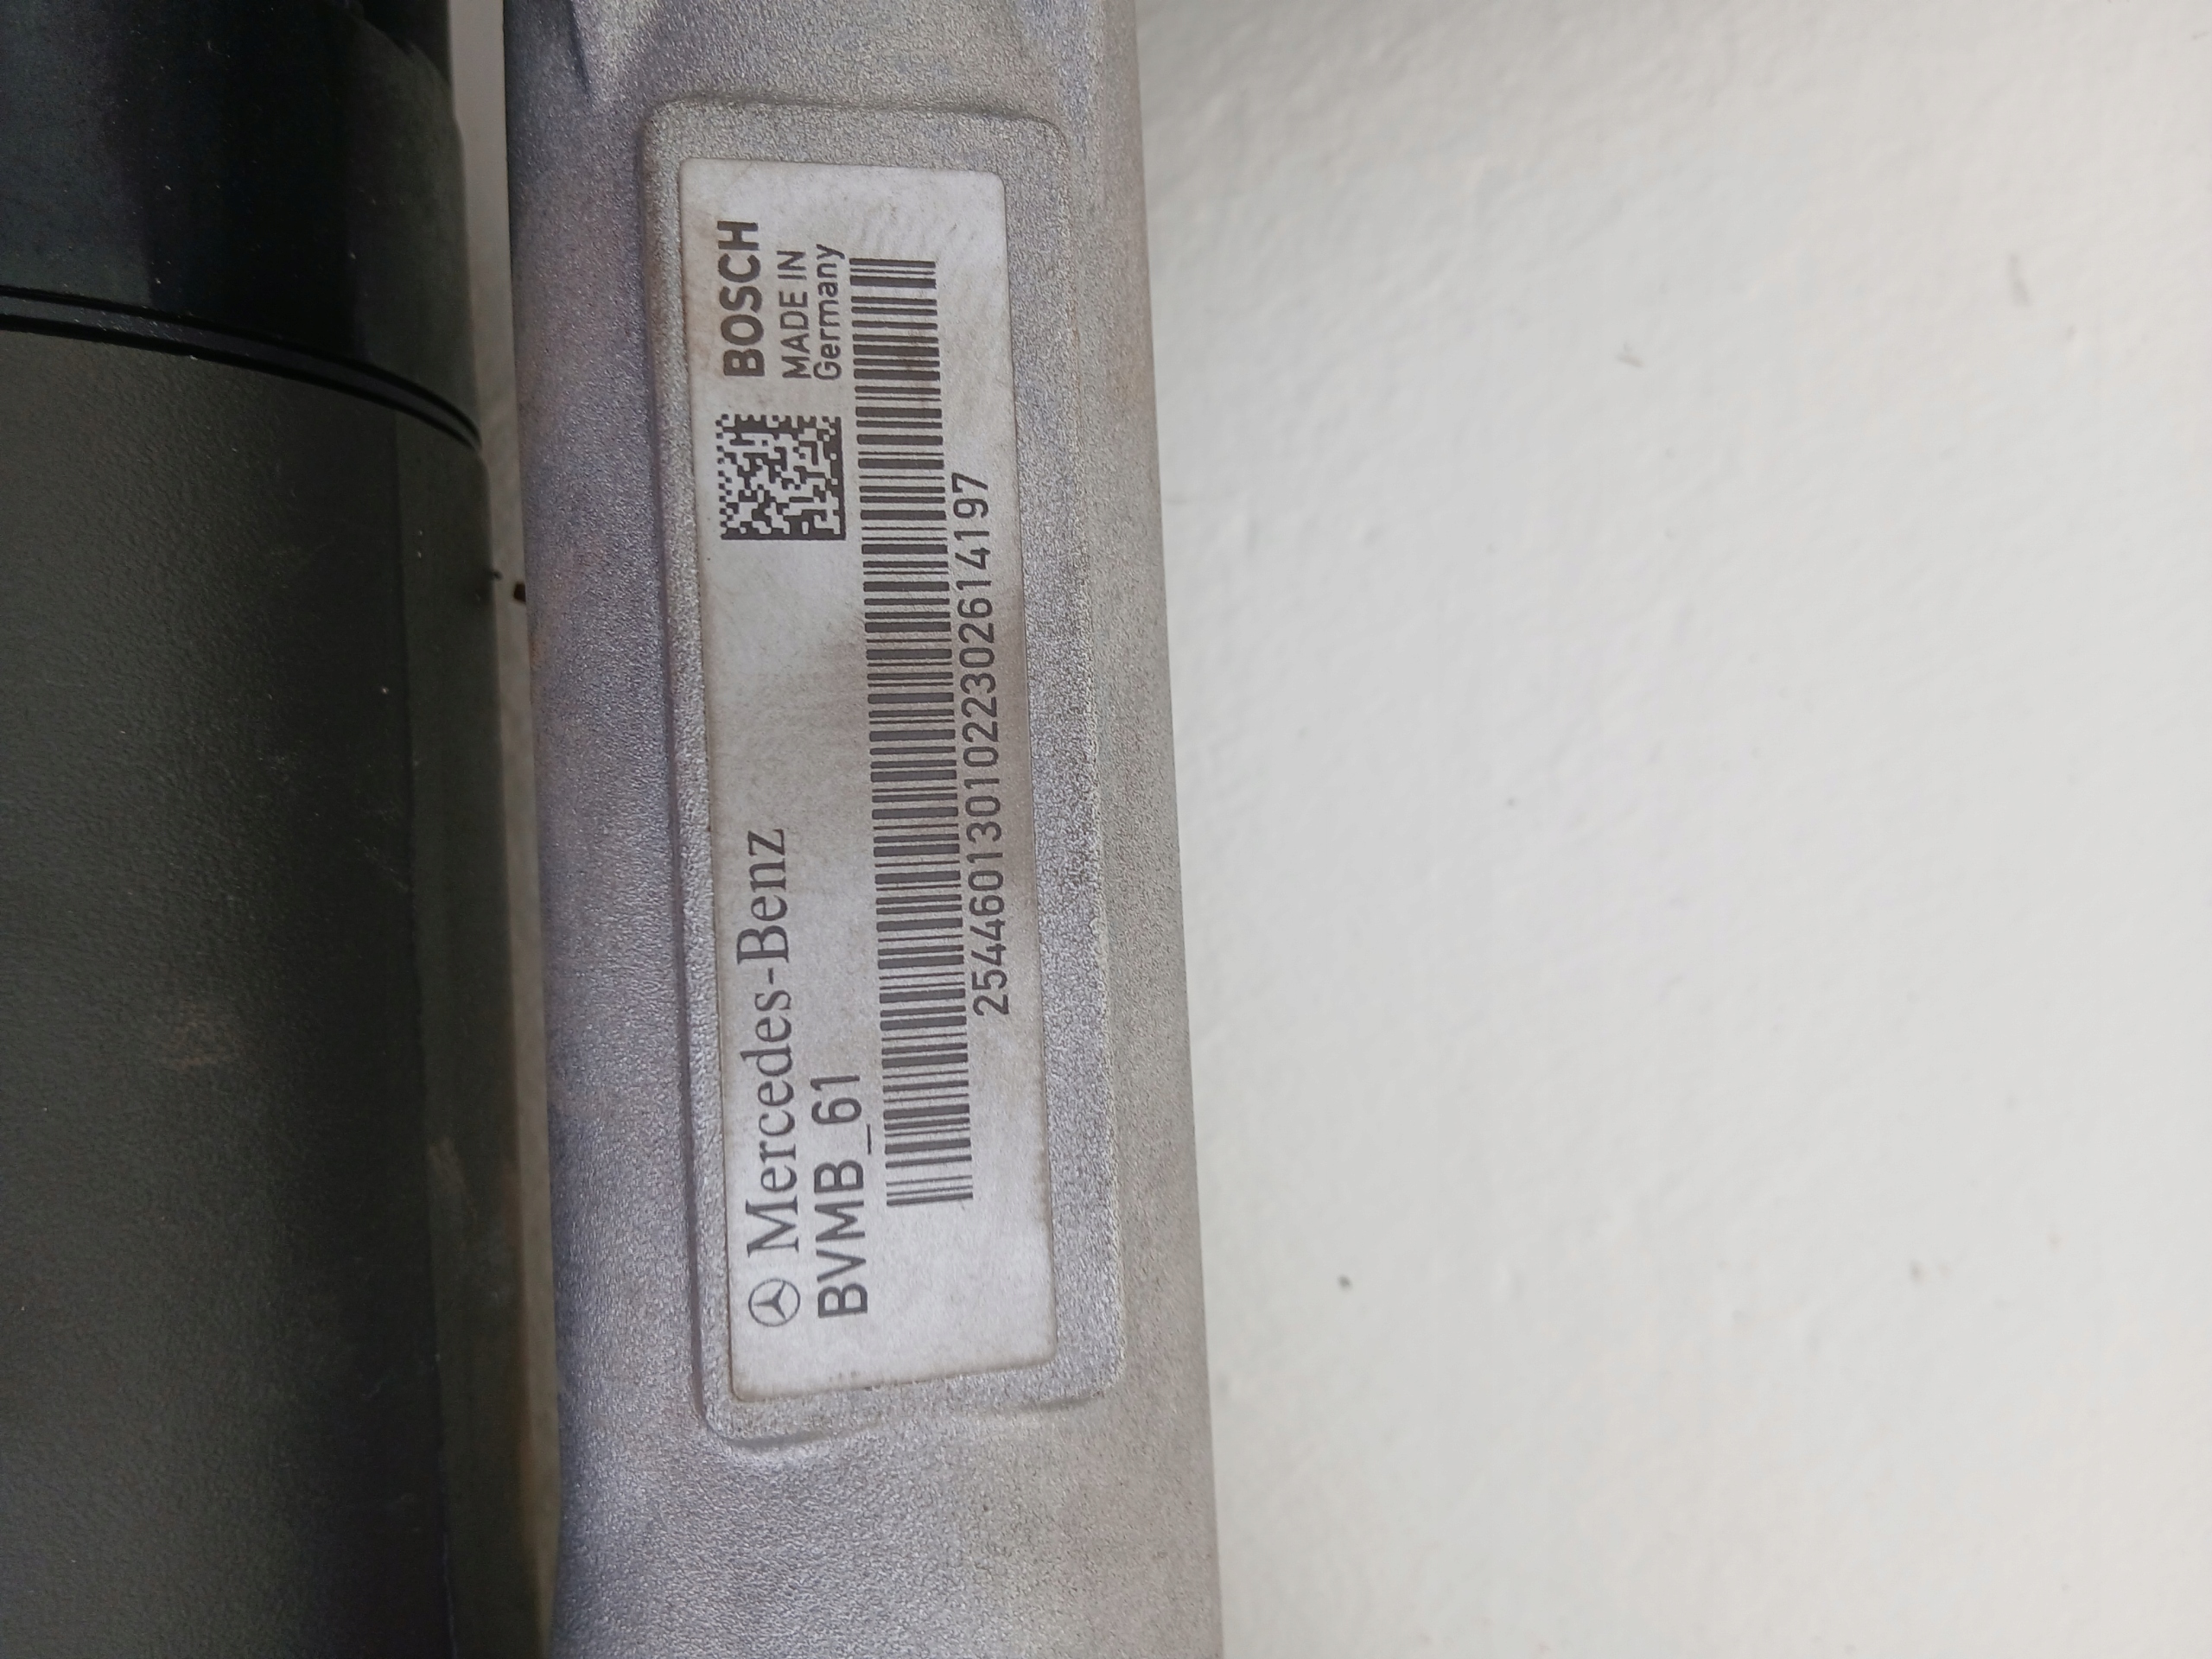 Mercedes-Benz
BVMB_61
BOSCH
MADE IN
Germany
2544601301022302614197